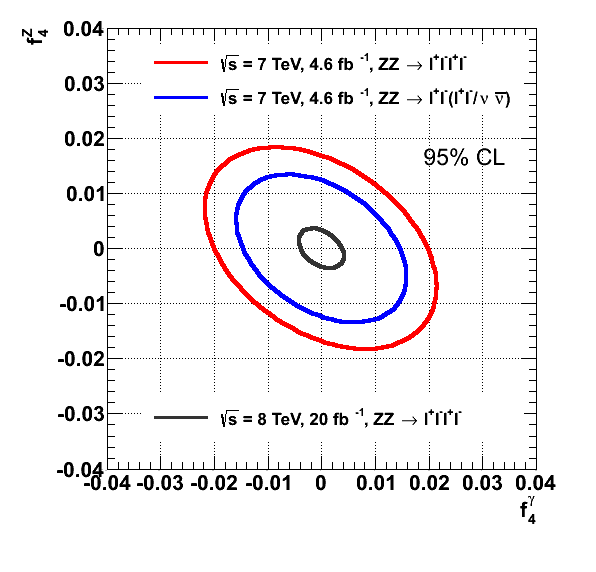 f₄ᶻ
0.04
√s = 7 TeV, 4.6 fb ⁻¹, ZZ → l⁺l⁻l⁺l⁻
0.03
√s = 7 TeV, 4.6 fb ⁻¹, ZZ → l⁺l⁻(l⁺l⁻/ν ν̅)
0.02
95% CL
0.01
0
-0.01
-0.02
-0.03
√s = 8 TeV, 20 fb ⁻¹, ZZ → l⁺l⁻l⁺l⁻
-0.04
-0.04 -0.03 -0.02 -0.01 0 0.01 0.02 0.03 0.04
f₄ᵞ